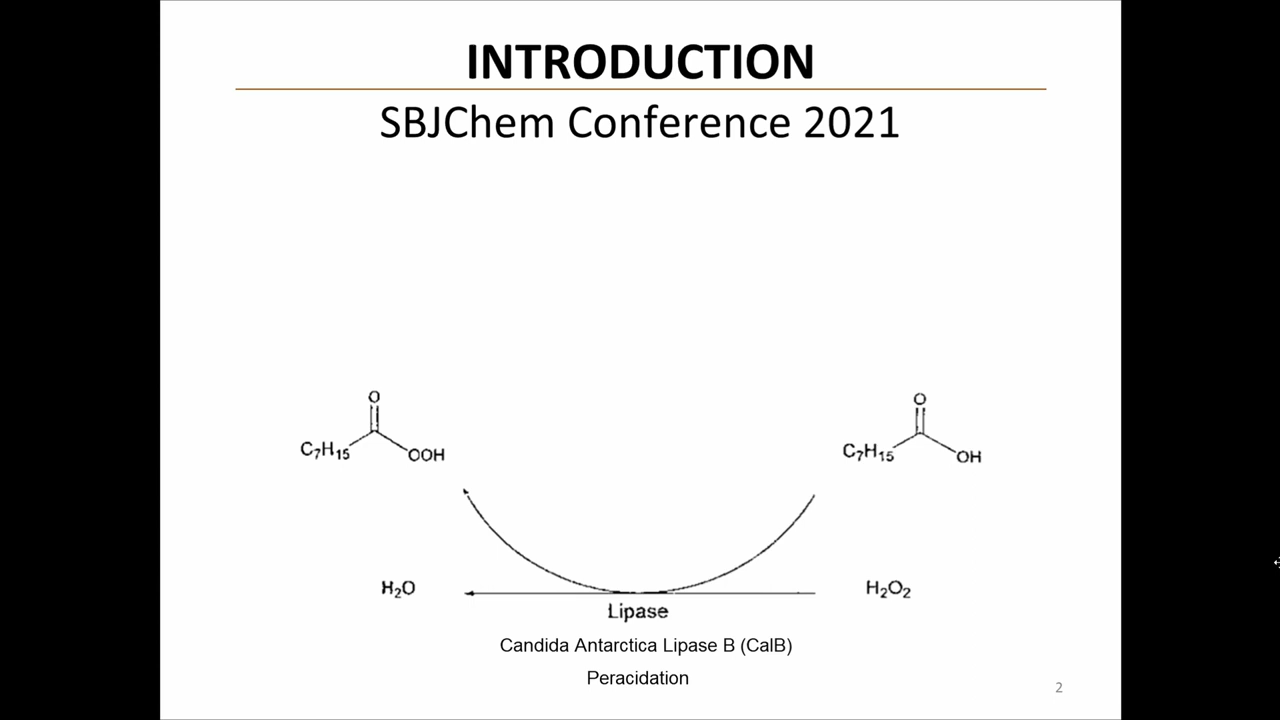 INTRODUCTION
SBJChem Conference 2021
O
C₇H₁₅
OOH
O
C₇H₁₅
OH
H₂O
H₂O₂
Lipase
Candida Antarctica Lipase B (CalB)
Peracidation
2